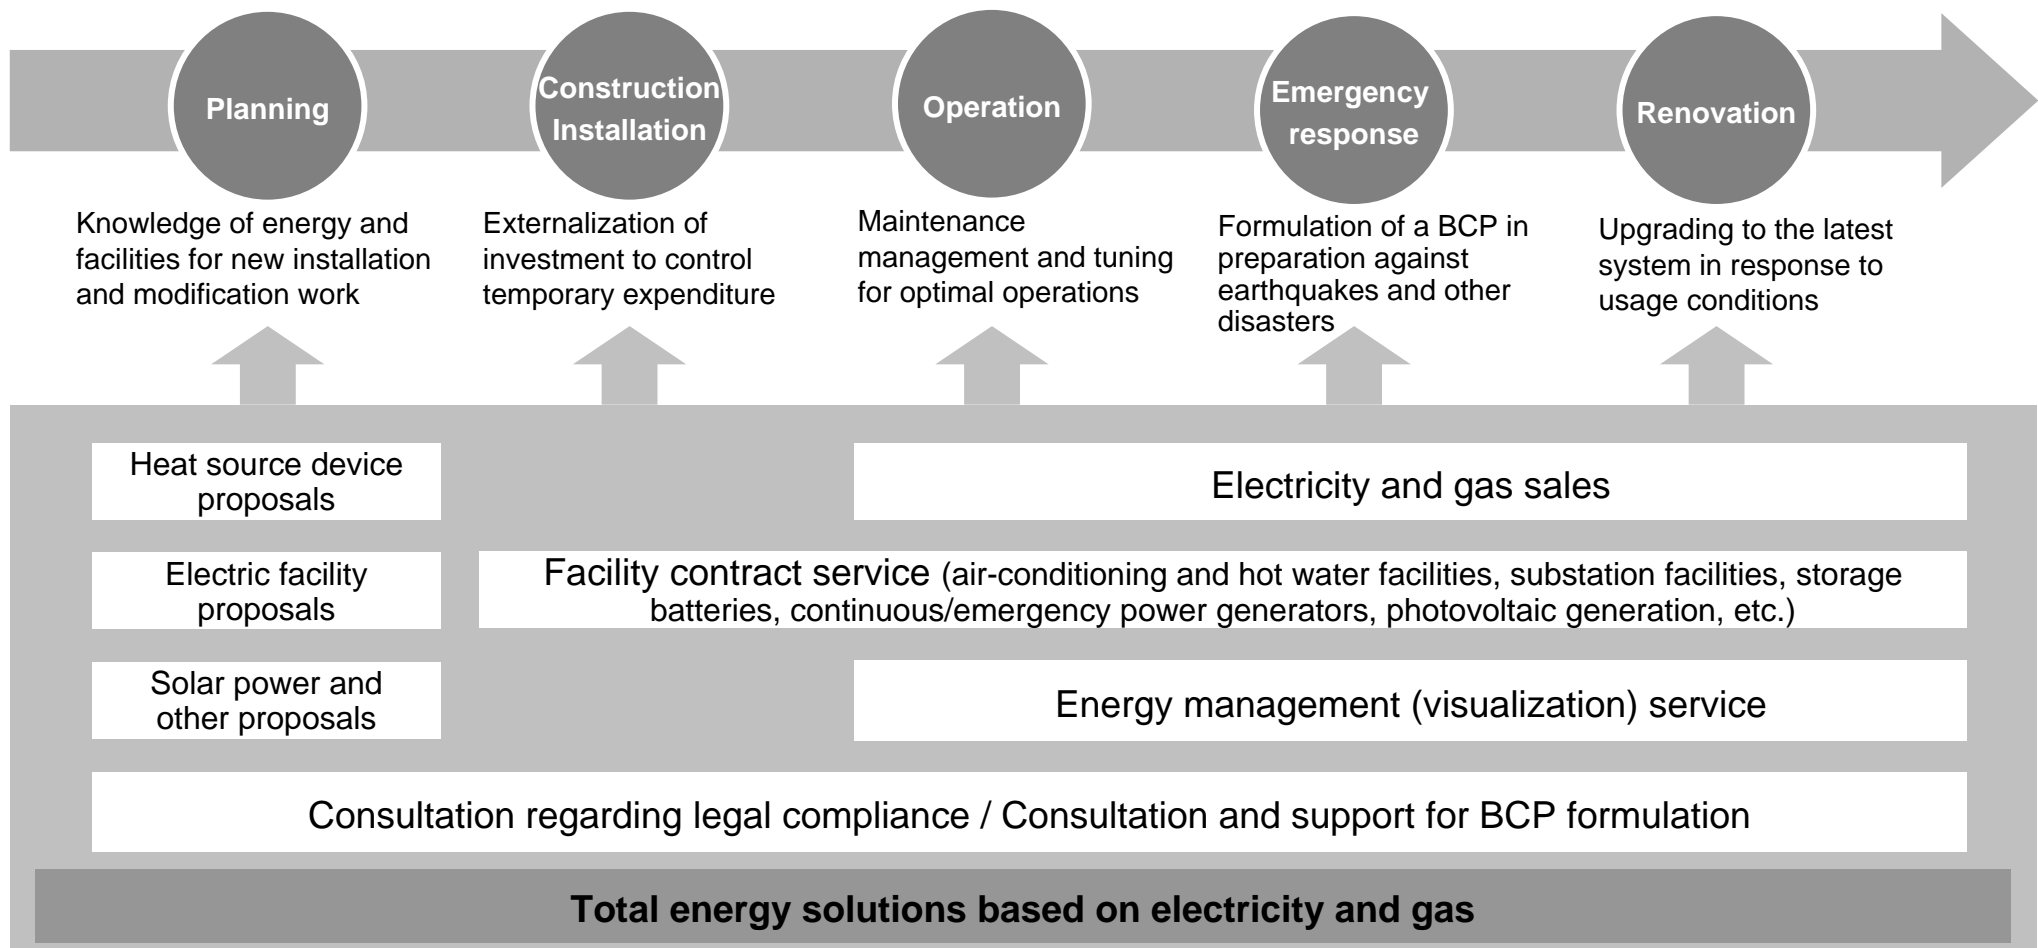 Planning
Construction
Installation
Operation
Emergency
response
Renovation
Knowledge of energy and
facilities for new installation
and modification work
Externalization of
investment to control
temporary expenditure
Maintenance
management and tuning
for optimal operations
Formulation of a BCP in
preparation against
earthquakes and other
disasters
Upgrading to the latest
system in response to
usage conditions
Heat source device
proposals
Electricity and gas sales
Electric facility
proposals
Facility contract service (air-conditioning and hot water facilities, substation facilities, storage
batteries, continuous/emergency power generators, photovoltaic generation, etc.)
Solar power and
other proposals
Energy management (visualization) service
Consultation regarding legal compliance / Consultation and support for BCP formulation
Total energy solutions based on electricity and gas